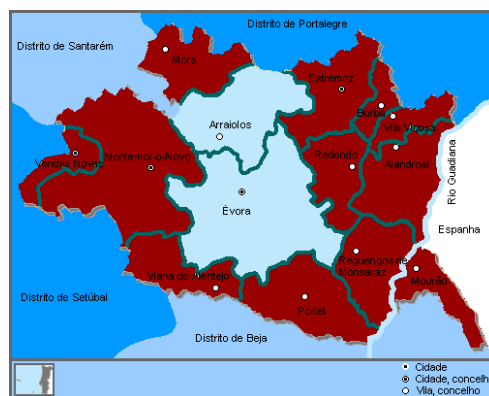 Distrito de Portalegre
Distrito de Santarém
Mora
Estremoz
Borba
Vila Viçosa
Arraiolos
Vendas Novas
Montemor-o-Novo
Redondo
Alandroal
Rio Guadiana
Évora
Espanha
Reguengos de
Monsaraz
Viana do Alentejo
Mourão
Distrito de Setúbal
Portel
Distrito de Beja
Cidade
Cidade, concelh
Vila, concelho